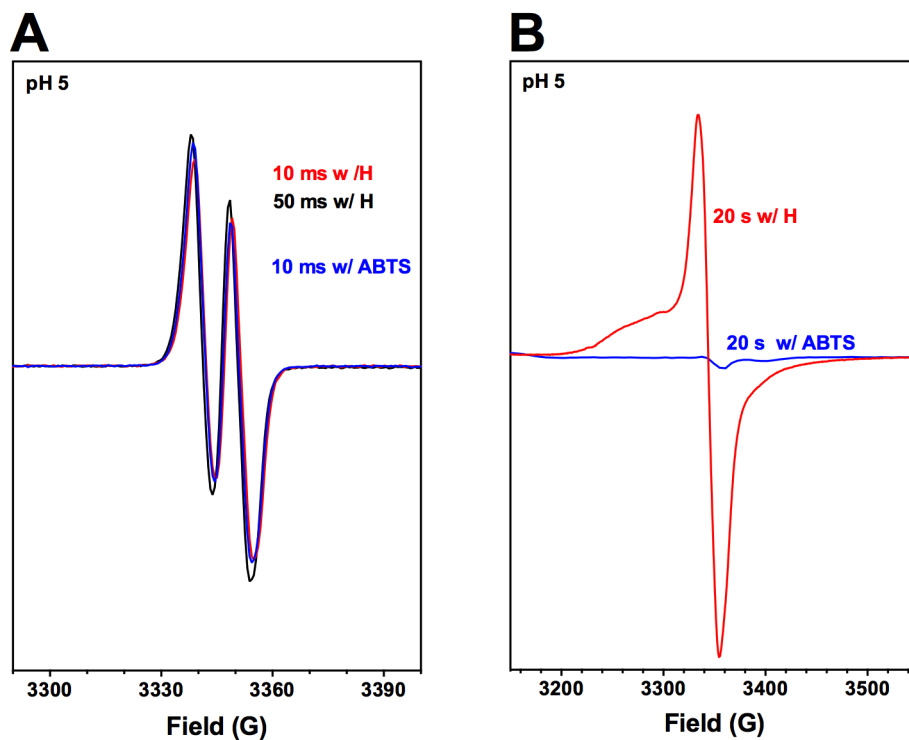 A
pH 5
10 ms w /H
50 ms w/ H
10 ms w/ ABTS
3300 3330 3360 3390
Field (G)
B
pH 5
20 s w/ H
20 s  w/ ABTS
3200 3300 3400 3500
Field (G)